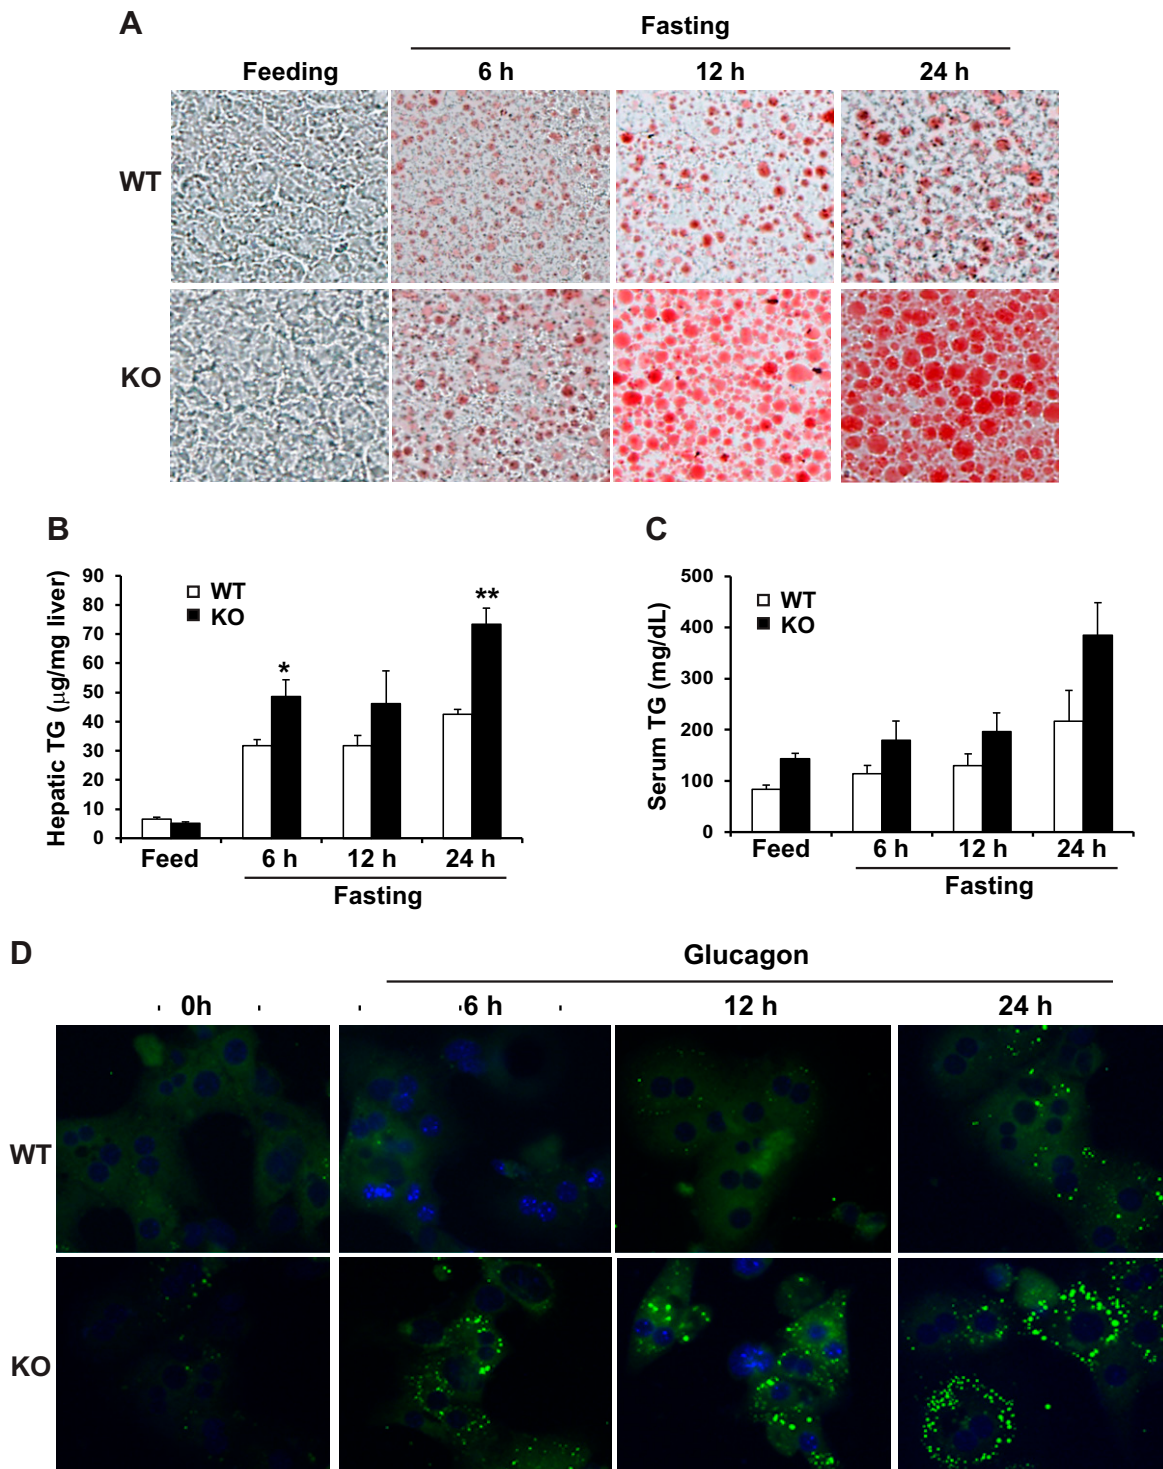 A
Fasting
Feeding 6 h 12 h 24 h
WT
KO
B
Hepatic TG (µg/mg liver)
90
80
70
60
50
40
30
20
10
0
WT
KO
*
**
Feed 6 h 12 h 24 h
Fasting
C
Serum TG (mg/dL)
500
400
300
200
100
0
WT
KO
Feed 6 h 12 h 24 h
Fasting
D
Glucagon
0h 6 h 12 h 24 h
WT
KO